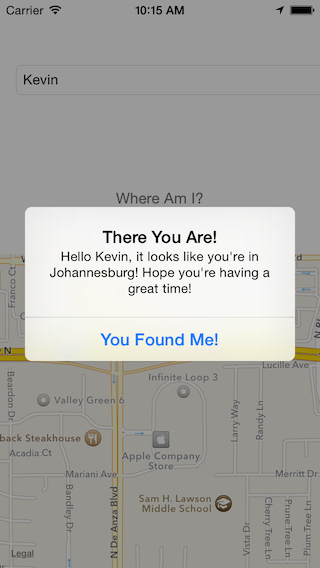 Carrier 10:15 AM
Kevin
Where Am I?
There You Are!
Hello Kevin, it looks like you're in
Johannesburg! Hope you're having a
great time!
You Found Me!
Franco Ct
N
Lucille Ave
Infinite Loop 3
Beardon Dr
Valley Green 6
Larry Way
Randy Ln
back Steakhouse
Acadia Ct
Apple Company
Store
Mariani Ave
Merritt Dr
Bandley Dr
N De Anza Blvd
Sam H. Lawson
Middle School
Vista Dr
Cherry Tree Ln
Prune Tree Ln
Plum Tree Ln
Legal